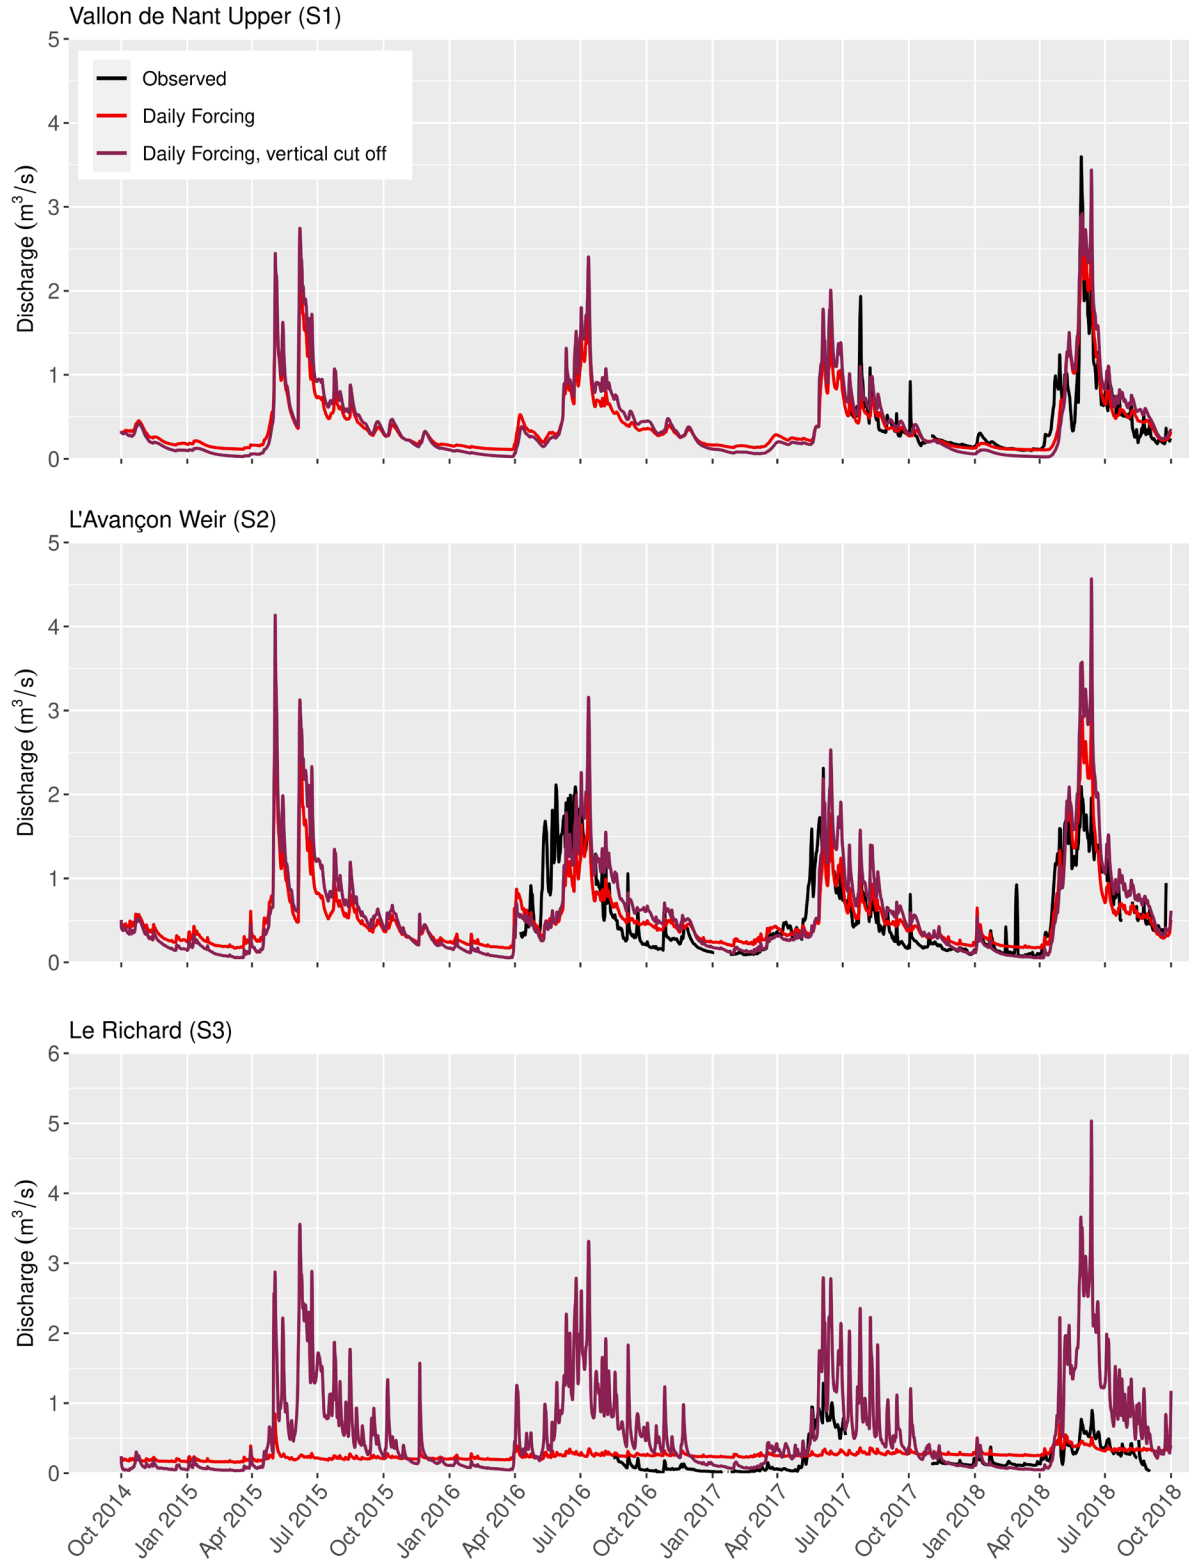 Vallon de Nant Upper (S1)
5
4
3
2
1
0
Discharge (m³/s)
Observed
Daily Forcing
Daily Forcing, vertical cut off
L'Avançon Weir (S2)
5
4
3
2
1
0
Discharge (m³/s)
Le Richard (S3)
6
5
4
3
2
1
0
Discharge (m³/s)
Oct 2014
Jan 2015
Apr 2015
Jul 2015
Oct 2015
Jan 2016
Apr 2016
Jul 2016
Oct 2016
Jan 2017
Apr 2017
Jul 2017
Oct 2017
Jan 2018
Apr 2018
Jul 2018
Oct 2018